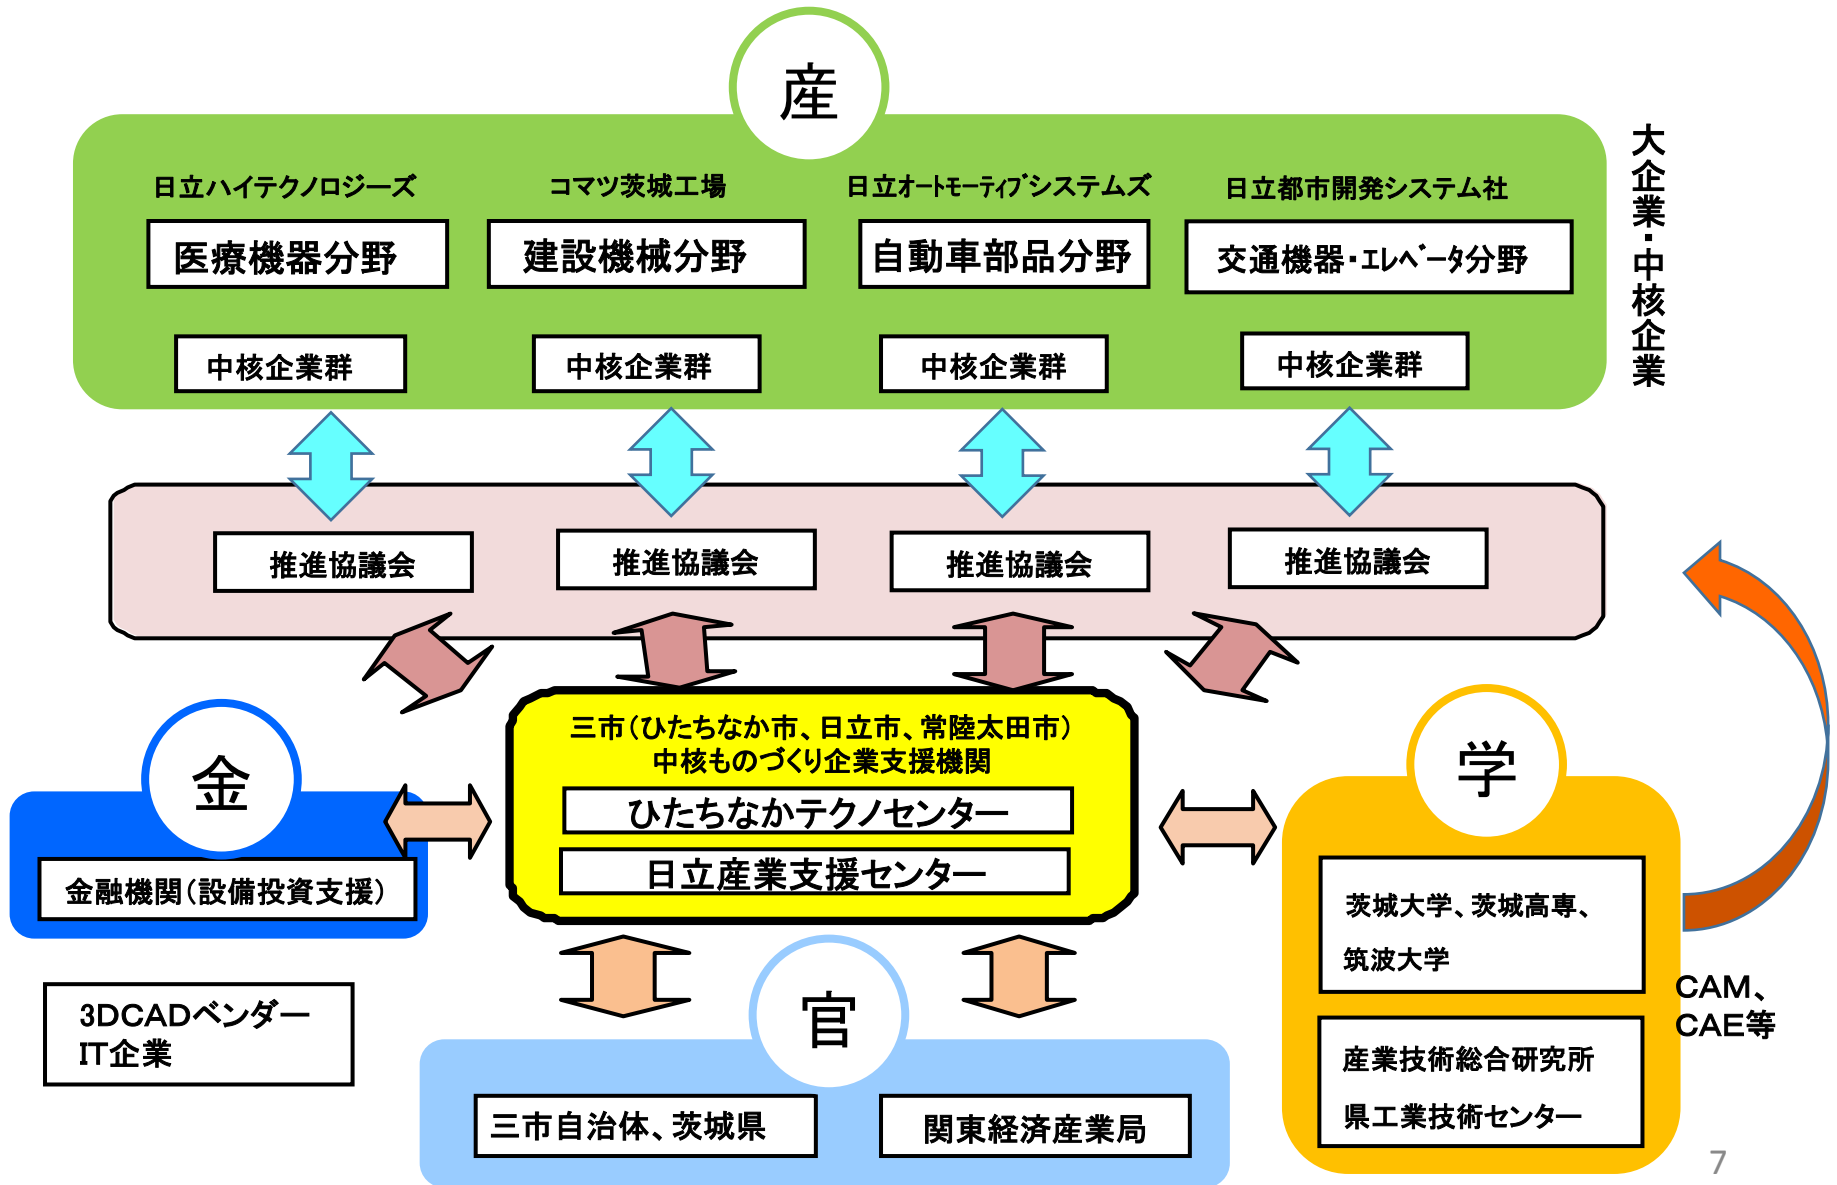 産
大企業・中核企業
日立ハイテクノロジーズ
コマツ茨城工場
日立ｵｰﾄﾓｰﾃｨﾌﾞシステムズ
日立都市開発システム社
医療機器分野
建設機械分野
自動車部品分野
交通機器・ｴﾚﾍﾞｰﾀ分野
中核企業群
中核企業群
中核企業群
中核企業群
推進協議会
推進協議会
推進協議会
推進協議会
三市（ひたちなか市、日立市、常陸太田市）
中核ものづくり企業支援機関
ひたちなかテクノセンター
日立産業支援センター
金
金融機関（設備投資支援）
3DCADベンダー
IT企業
学
茨城大学、茨城高専、
筑波大学
産業技術総合研究所
県工業技術センター
CAM、
CAE等
官
三市自治体、茨城県
関東経済産業局
7